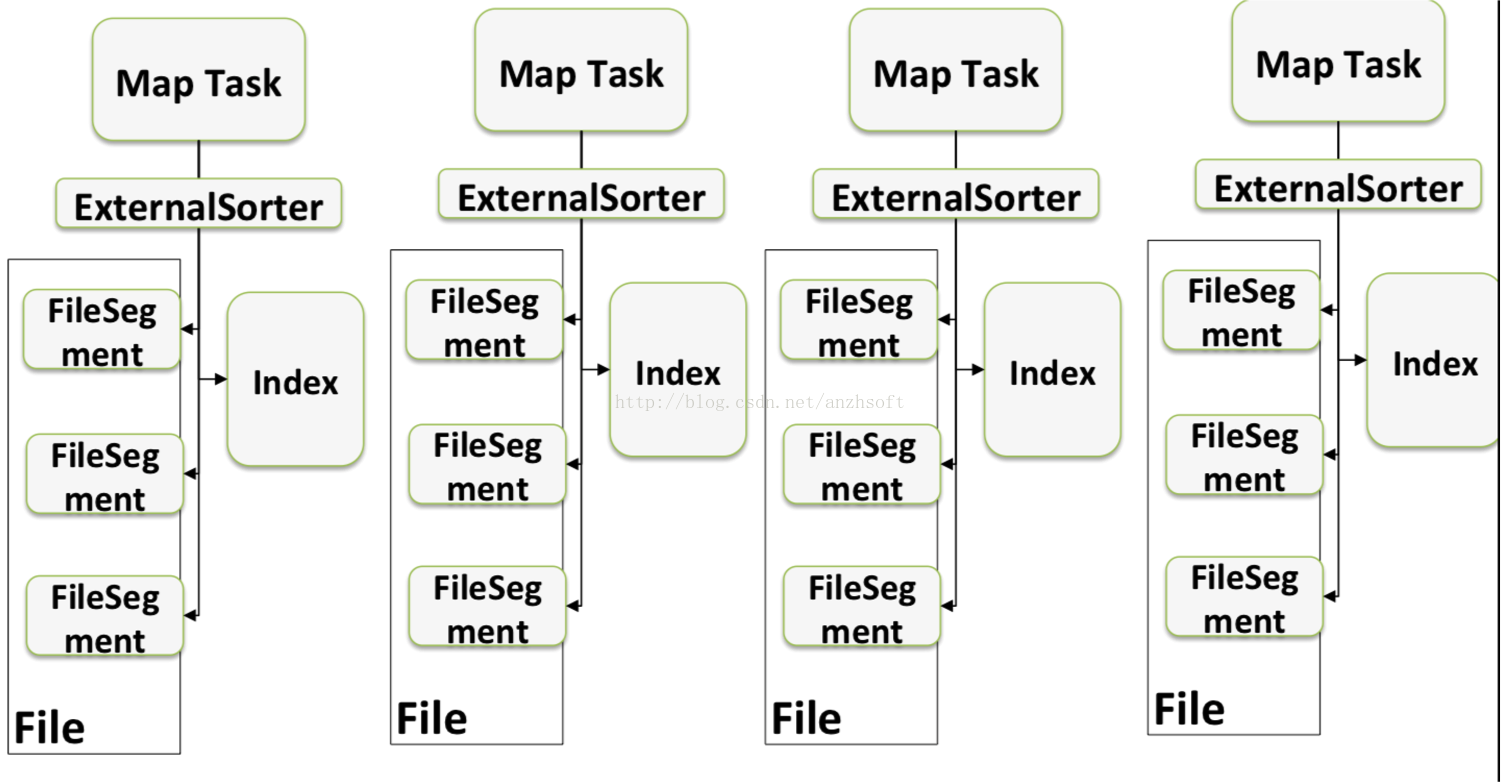 Map Task
Map Task
Map Task
Map Task
ExternalSorter
ExternalSorter
ExternalSorter
ExternalSorter
FileSeg
ment
Index
FileSeg
ment
FileSeg
ment
File
FileSeg
ment
Index
FileSeg
ment
FileSeg
ment
File
FileSeg
ment
Index
FileSeg
ment
FileSeg
ment
File
FileSeg
ment
Index
FileSeg
ment
FileSeg
ment
File
http://blog.csdn.net/anzhsoft